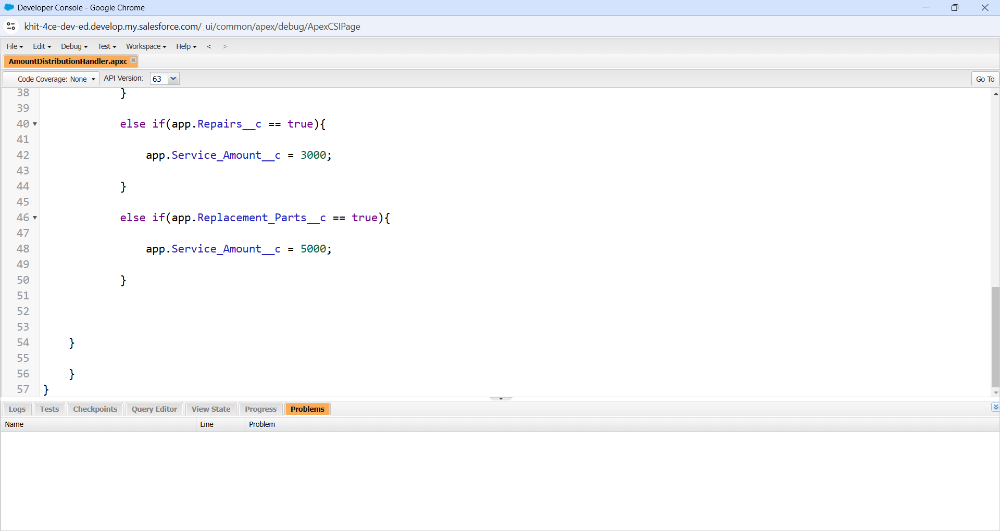 Developer Console - Google Chrome
khit-4ce-dev-ed.develop.my.salesforce.com/_ui/common/apex/debug/ApexCSIPage
File Edit Debug Test Workspace Help < >
AmountDistributionHandler.apxc
Code Coverage: None API Version: 63 Go To
38 }
39
40 else if(app.Repairs__c == true){
41
42 app.Service_Amount__c = 3000;
43
44 }
45
46 else if(app.Replacement_Parts__c == true){
47
48 app.Service_Amount__c = 5000;
49
50 }
51
52
53
54 }
55
56 }
57 }
Logs Tests Checkpoints Query Editor View State Progress Problems
Name Line Problem